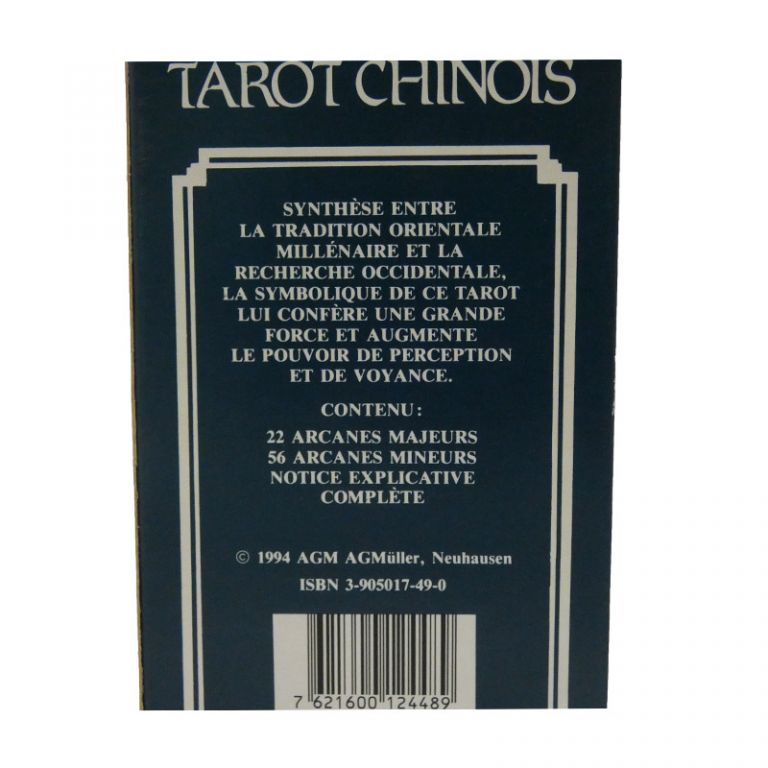 TAROT CHINOIS
SYNTHÈSE ENTRE
LA TRADITION ORIENTALE
MILLÉNAIRE ET LA
RECHERCHE OCCIDENTALE,
LA SYMBOLIQUE DE CE TAROT
LUI CONFÈRE UNE GRANDE
FORCE ET AUGMENTE
LE POUVOIR DE PERCEPTION
ET DE VOYANCE.
CONTENU:
22 ARCANES MAJEURS
56 ARCANES MINEURS
NOTICE EXPLICATIVE
COMPLÈTE
© 1994 AGM AGMüller, Neuhausen
ISBN 3-905017-49-0
7 621600 124489